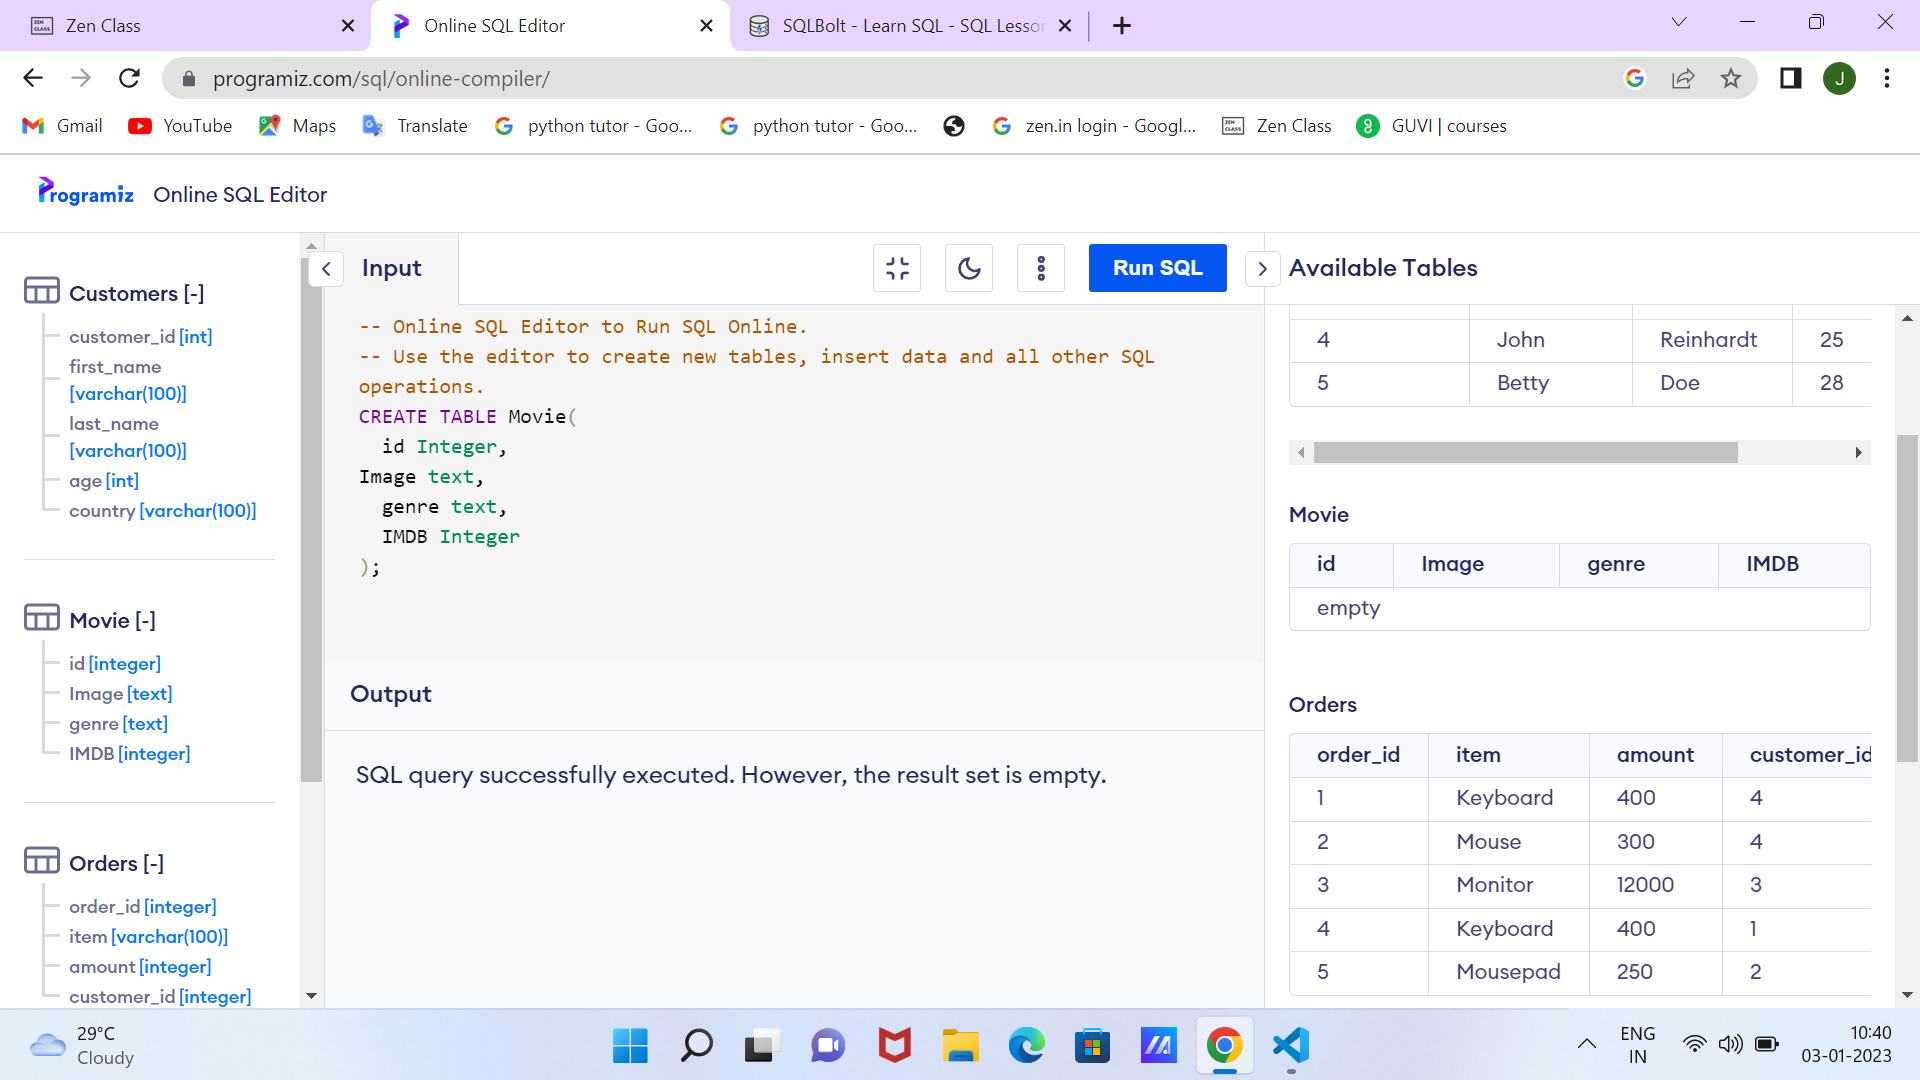 Zen Class
Online SQL Editor
SQLBolt - Learn SQL - SQL Lesson
programiz.com/sql/online-compiler/
J
Gmail
YouTube
Maps
Translate
python tutor - Goo...
python tutor - Goo...
zen.in login - Googl...
Zen Class
GUVI | courses
Programiz Online SQL Editor
Customers [-]
customer_id [int]
first_name
[varchar(100)]
last_name
[varchar(100)]
age [int]
country [varchar(100)]
Movie [-]
id [integer]
Image [text]
genre [text]
IMDB [integer]
Orders [-]
order_id [integer]
item [varchar(100)]
amount [integer]
customer_id [integer]
Input
Run SQL
-- Online SQL Editor to Run SQL Online.
-- Use the editor to create new tables, insert data and all other SQL
operations.
CREATE TABLE Movie(
id Integer,
Image text,
genre text,
IMDB Integer
);
Output
SQL query successfully executed. However, the result set is empty.
Available Tables
4 John Reinhardt 25
5 Betty Doe 28
Movie
id Image genre IMDB
empty
Orders
order_id item amount customer_id
1 Keyboard 400 4
2 Mouse 300 4
3 Monitor 12000 3
4 Keyboard 400 1
5 Mousepad 250 2
29°C
Cloudy
ENG
IN
10:40
03-01-2023